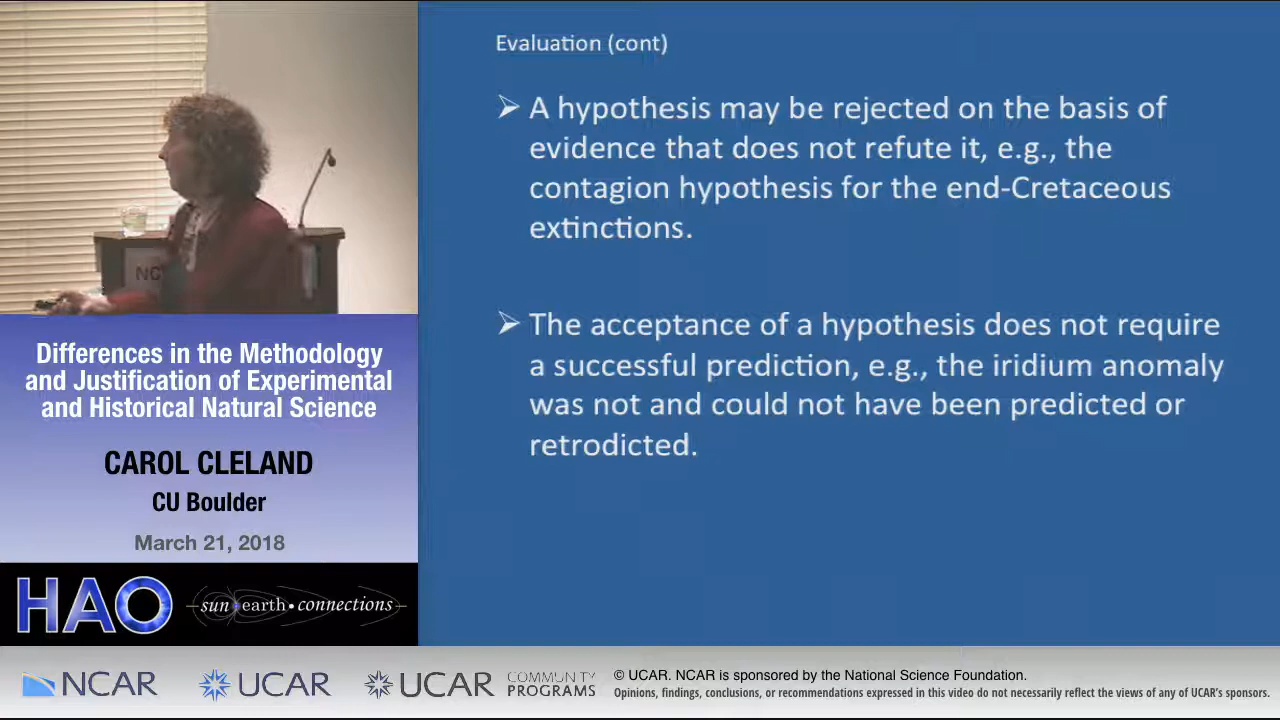 Evaluation (cont)
➢ A hypothesis may be rejected on the basis of
evidence that does not refute it, e.g., the
contagion hypothesis for the end-Cretaceous
extinctions.
➢ The acceptance of a hypothesis does not require
a successful prediction, e.g., the iridium anomaly
was not and could not have been predicted or
retrodicted.
NC
Differences in the Methodology
and Justification of Experimental
and Historical Natural Science
CAROL CLELAND
CU Boulder
March 21, 2018
HAO
sun•earth•connections
NCAR
UCAR
UCAR
COMMUNITY
PROGRAMS
© UCAR. NCAR is sponsored by the National Science Foundation.
Opinions, findings, conclusions, or recommendations expressed in this video do not necessarily reflect the views of any of UCAR's sponsors.